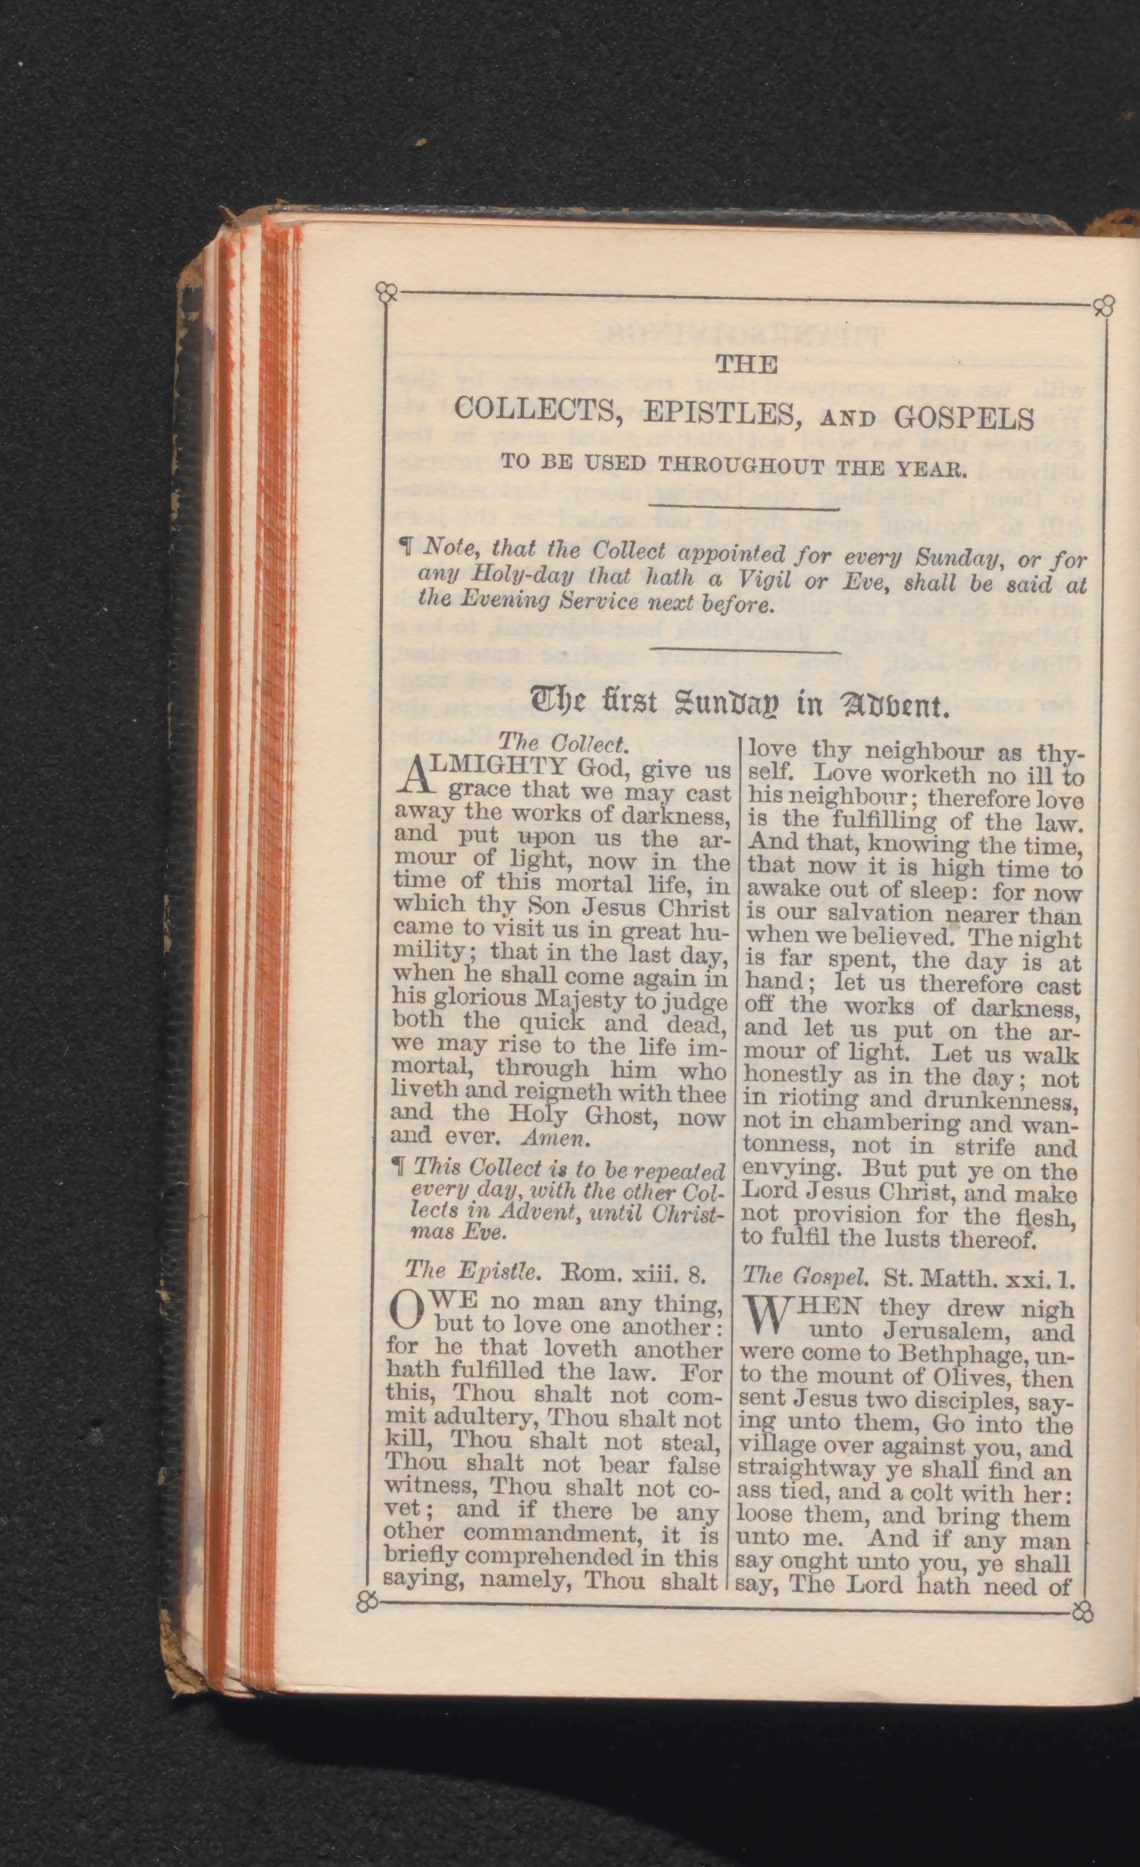 THE
COLLECTS, EPISTLES, AND GOSPELS
TO BE USED THROUGHOUT THE YEAR.
¶ Note, that the Collect appointed for every Sunday, or for
any Holy-day that hath a Vigil or Eve, shall be said at
the Evening Service next before.
The first Sunday in Advent.
The Collect.
ALMIGHTY God, give us
grace that we may cast
away the works of darkness,
and put upon us the ar-
mour of light, now in the
time of this mortal life, in
which thy Son Jesus Christ
came to visit us in great hu-
mility; that in the last day,
when he shall come again in
his glorious Majesty to judge
both the quick and dead,
we may rise to the life im-
mortal, through him who
liveth and reigneth with thee
and the Holy Ghost, now
and ever. Amen.
¶ This Collect is to be repeated
every day, with the other Col-
lects in Advent, until Christ-
mas Eve.
The Epistle. Rom. xiii. 8.
OWE no man any thing,
but to love one another:
for he that loveth another
hath fulfilled the law. For
this, Thou shalt not com-
mit adultery, Thou shalt not
kill, Thou shalt not steal,
Thou shalt not bear false
witness, Thou shalt not co-
vet; and if there be any
other commandment, it is
briefly comprehended in this
saying, namely, Thou shalt
love thy neighbour as thy-
self. Love worketh no ill to
his neighbour; therefore love
is the fulfilling of the law.
And that, knowing the time,
that now it is high time to
awake out of sleep: for now
is our salvation nearer than
when we believed. The night
is far spent, the day is at
hand; let us therefore cast
off the works of darkness,
and let us put on the ar-
mour of light. Let us walk
honestly as in the day; not
in rioting and drunkenness,
not in chambering and wan-
tonness, not in strife and
envying. But put ye on the
Lord Jesus Christ, and make
not provision for the flesh,
to fulfil the lusts thereof.
The Gospel. St. Matth. xxi. 1.
WHEN they drew nigh
unto Jerusalem, and
were come to Bethphage, un-
to the mount of Olives, then
sent Jesus two disciples, say-
ing unto them, Go into the
village over against you, and
straightway ye shall find an
ass tied, and a colt with her:
loose them, and bring them
unto me. And if any man
say ought unto you, ye shall
say, The Lord hath need of